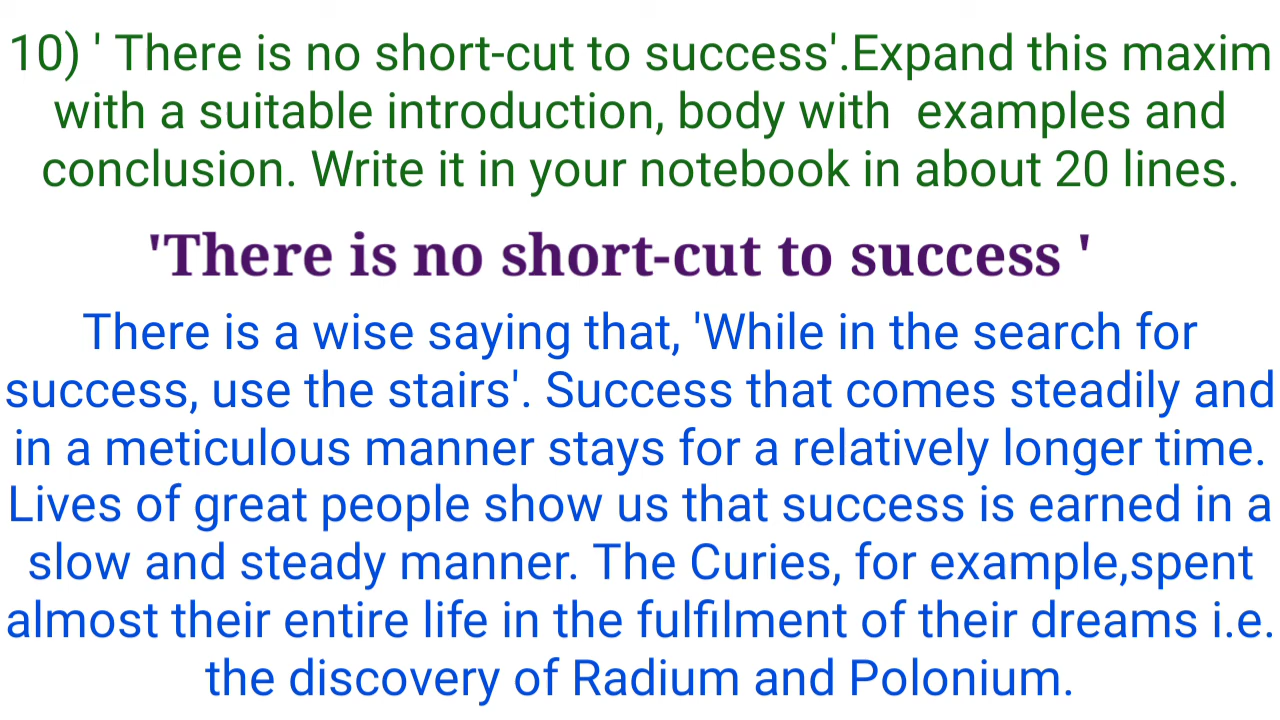 10) ' There is no short-cut to success'.Expand this maxim
with a suitable introduction, body with  examples and
conclusion. Write it in your notebook in about 20 lines.
'There is no short-cut to success '
There is a wise saying that, 'While in the search for
success, use the stairs'. Success that comes steadily and
in a meticulous manner stays for a relatively longer time.
Lives of great people show us that success is earned in a
slow and steady manner. The Curies, for example,spent
almost their entire life in the fulfilment of their dreams i.e.
the discovery of Radium and Polonium.